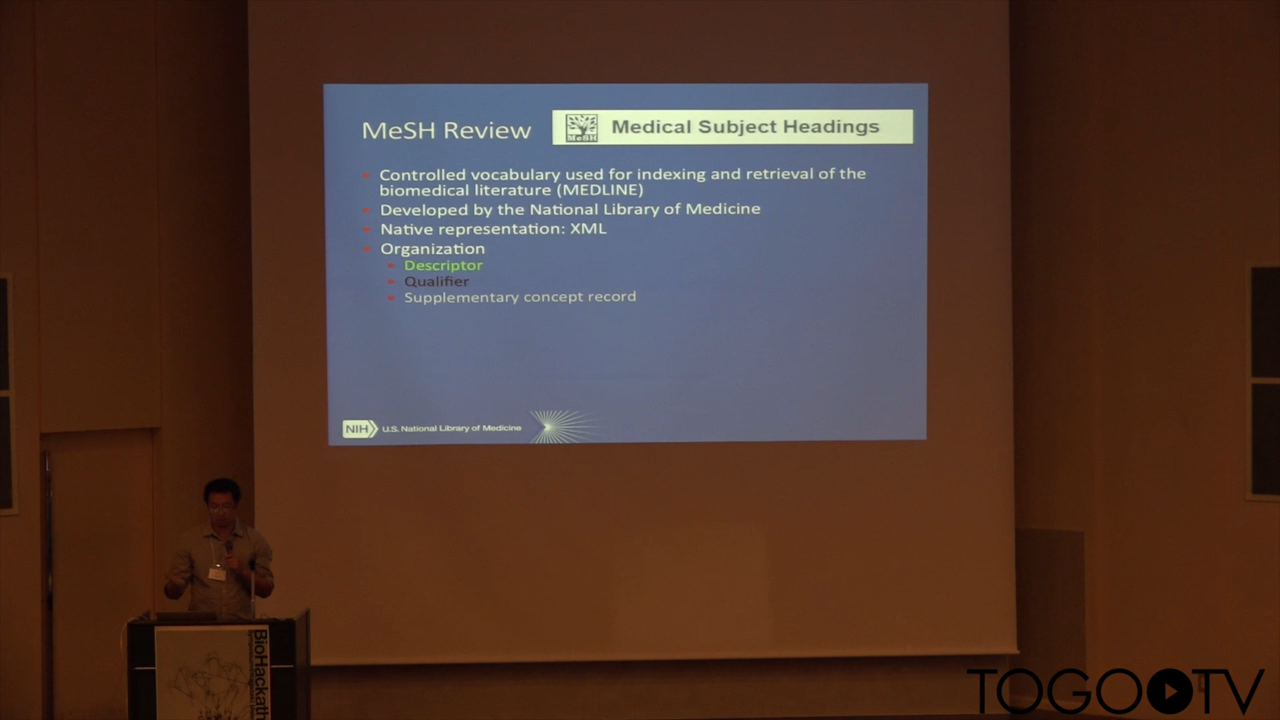 MeSH Review
MeSH
Medical Subject Headings
Controlled vocabulary used for indexing and retrieval of the
biomedical literature (MEDLINE)
Developed by the National Library of Medicine
Native representation: XML
Organization
Descriptor
Qualifier
Supplementary concept record
NIH U.S. National Library of Medicine
BioHackath
TOGO TV